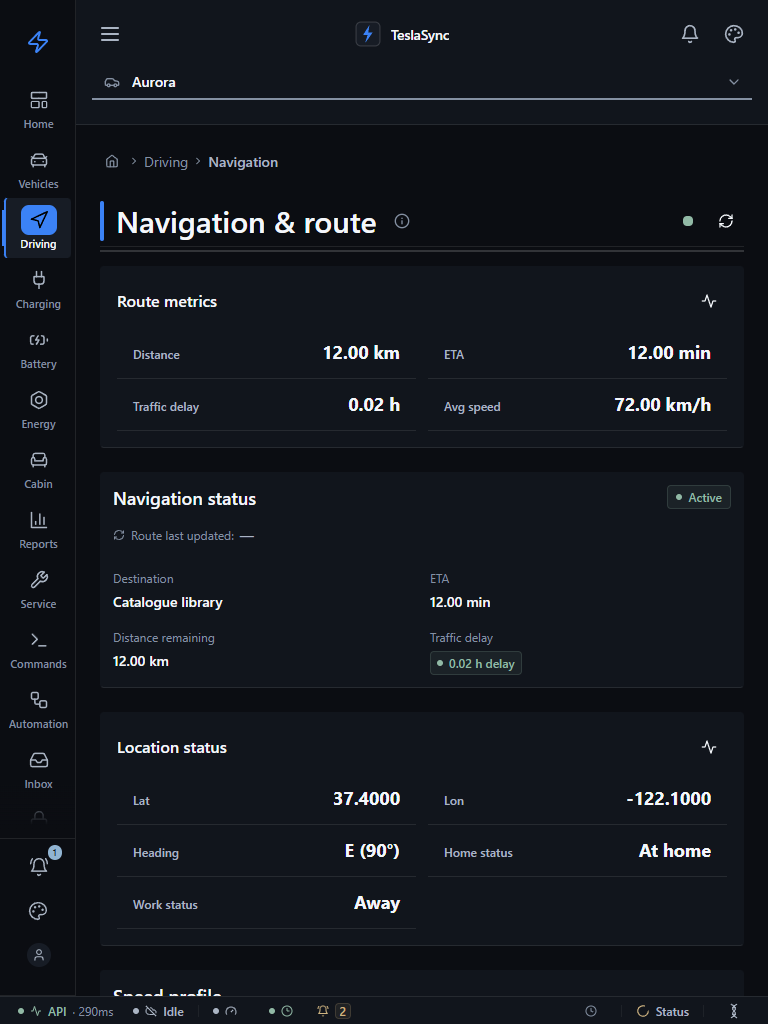 TeslaSync
Aurora
Home
Vehicles
Driving
Charging
Battery
Energy
Cabin
Reports
Service
Commands
Automation
Inbox
1
Driving > Navigation
Navigation & route
Route metrics
Distance 12.00 km ETA 12.00 min
Traffic delay 0.02 h Avg speed 72.00 km/h
Navigation status Active
Route last updated: —
Destination ETA
Catalogue library 12.00 min
Distance remaining Traffic delay
12.00 km 0.02 h delay
Location status
Lat 37.4000 Lon -122.1000
Heading E (90°) Home status At home
Work status Away
Speed profile
API · 290ms Idle 2 Status